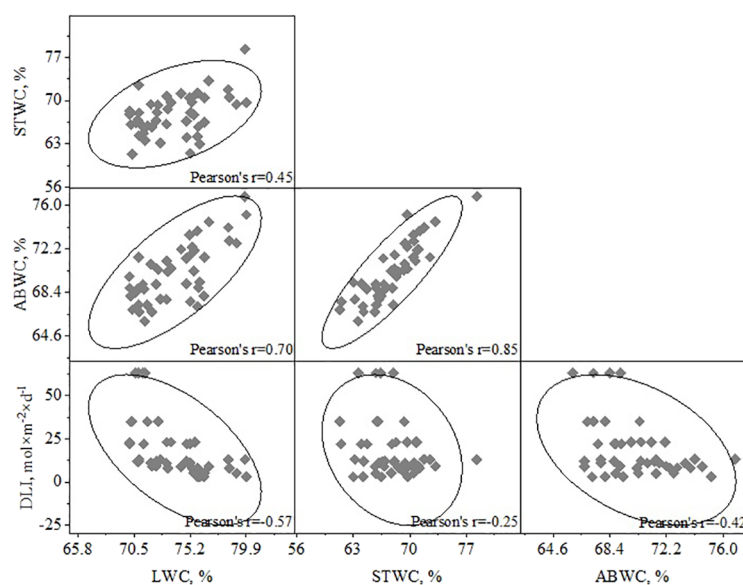 77
70
63
56
STWC, %
Pearson's r=0.45
76.0
72.2
68.4
64.6
ABWC, %
Pearson's r=0.70
Pearson's r=0.85
50
25
0
-25
DLI, mol×m⁻²×d⁻¹
Pearson's r=-0.57
Pearson's r=-0.25
Pearson's r=-0.42
65.8 70.5 75.2 79.9 56 63 70 77 64.6 68.4 72.2 76.0
LWC, % STWC, % ABWC, %